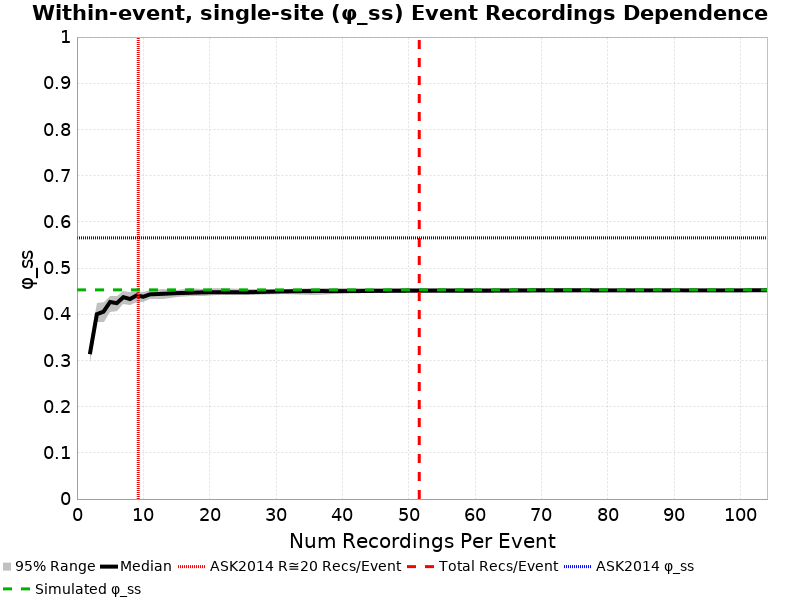 Within-event, single-site (φ_ss) Event Recordings Dependence
1
0.9
0.8
0.7
0.6
0.5
0.4
0.3
0.2
0.1
0
φ_ss
0 10 20 30 40 50 60 70 80 90 100
Num Recordings Per Event
95% Range Median ASK2014 R≅20 Recs/Event Total Recs/Event ASK2014 φ_ss
Simulated φ_ss